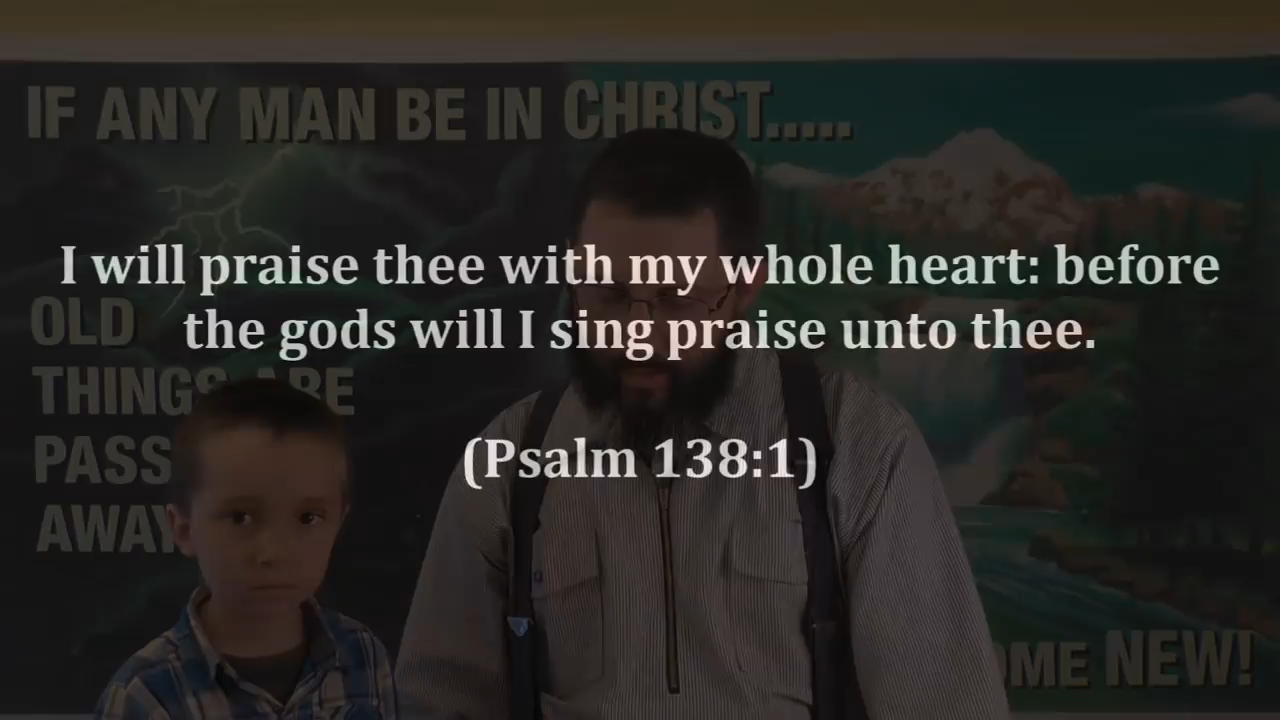 IF ANY MAN BE IN CHRIST.....
I will praise thee with my whole heart: before
the gods will I sing praise unto thee.
OLD
THINGS ARE
PASS
AWAY
(Psalm 138:1)
OME NEW!